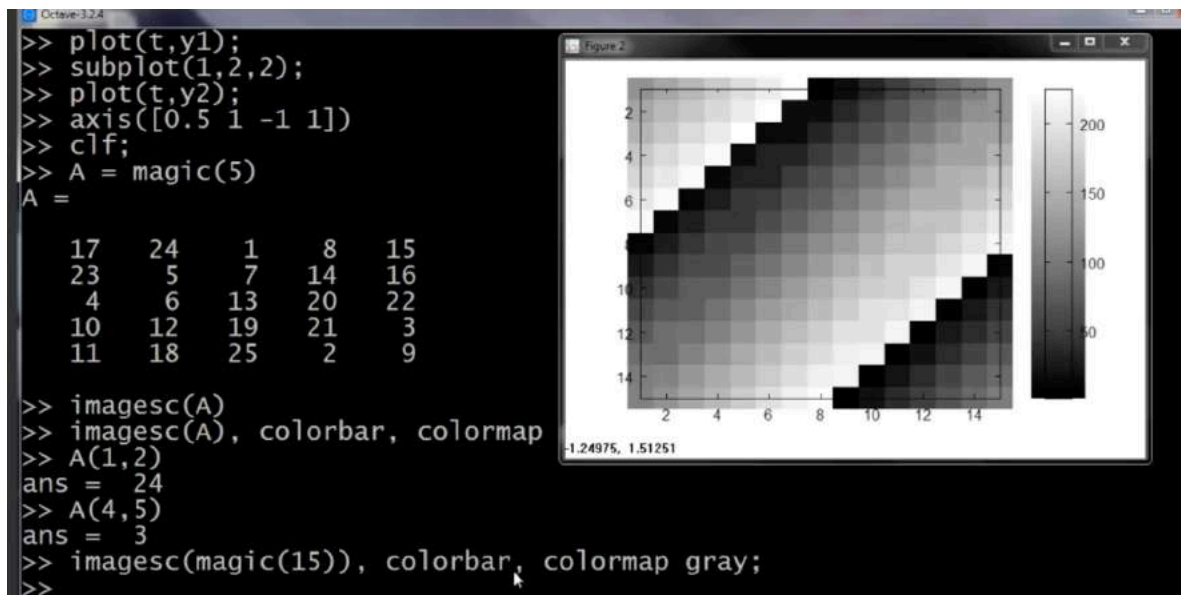 Octave-3.2.4
>> plot(t,y1);
>> subplot(1,2,2);
>> plot(t,y2);
>> axis([0.5 1 -1 1])
>> clf;
>> A = magic(5)
A =
17 24 1 8 15
23 5 7 14 16
4 6 13 20 22
10 12 19 21 3
11 18 25 2 9
>> imagesc(A)
>> imagesc(A), colorbar, colormap
>> A(1,2)
ans = 24
>> A(4,5)
ans = 3
>> imagesc(magic(15)), colorbar, colormap gray;
>>
Figure 2
2
4
6
8
10
12
14
2 4 6 8 10 12 14
200
150
100
50
-1.24975, 1.51251